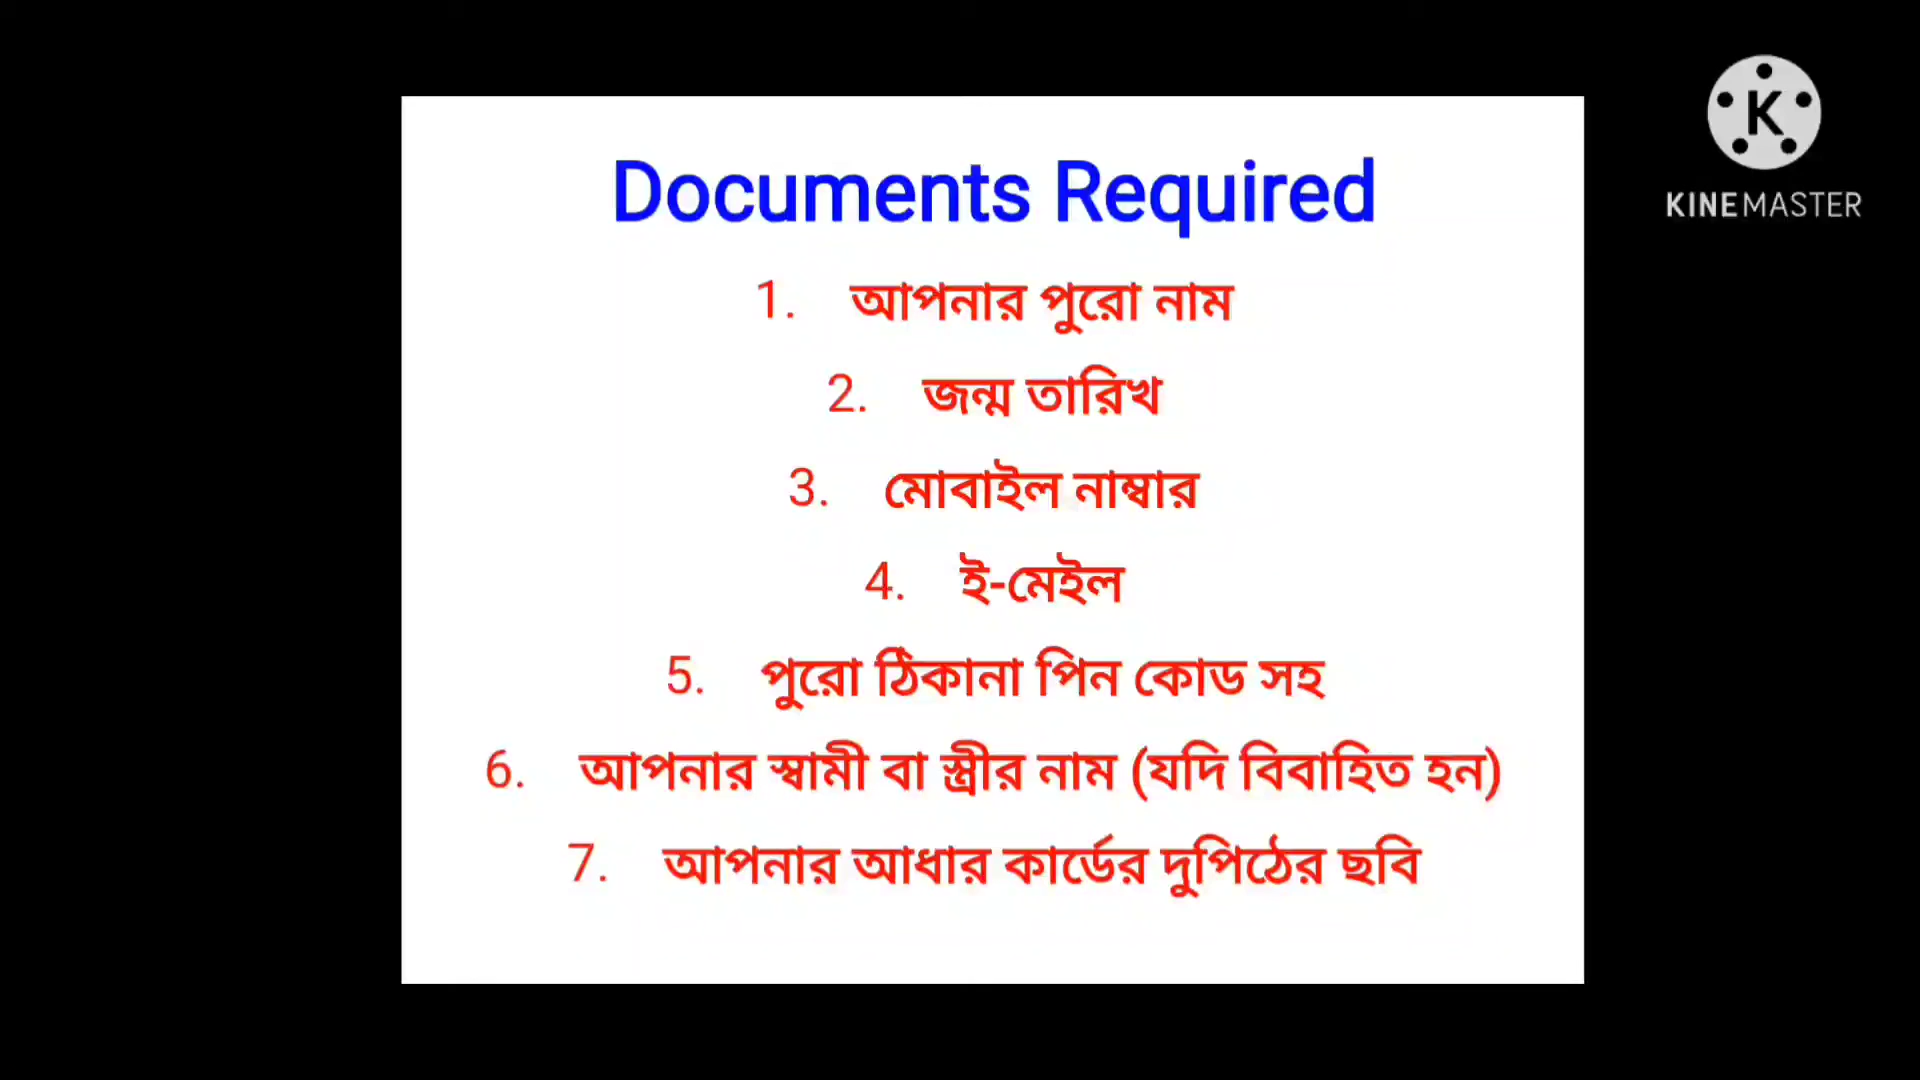 Documents Required
1. আপনার পুরো নাম
2. জন্ম তারিখ
3. মোবাইল নাম্বার
4. ই-মেইল
5. পুরো ঠিকানা পিন কোড সহ
6. আপনার স্বামী বা স্ত্রীর নাম (যদি বিবাহিত হন)
7. আপনার আধার কার্ডের দুপিঠের ছবি
K
KINEMASTER